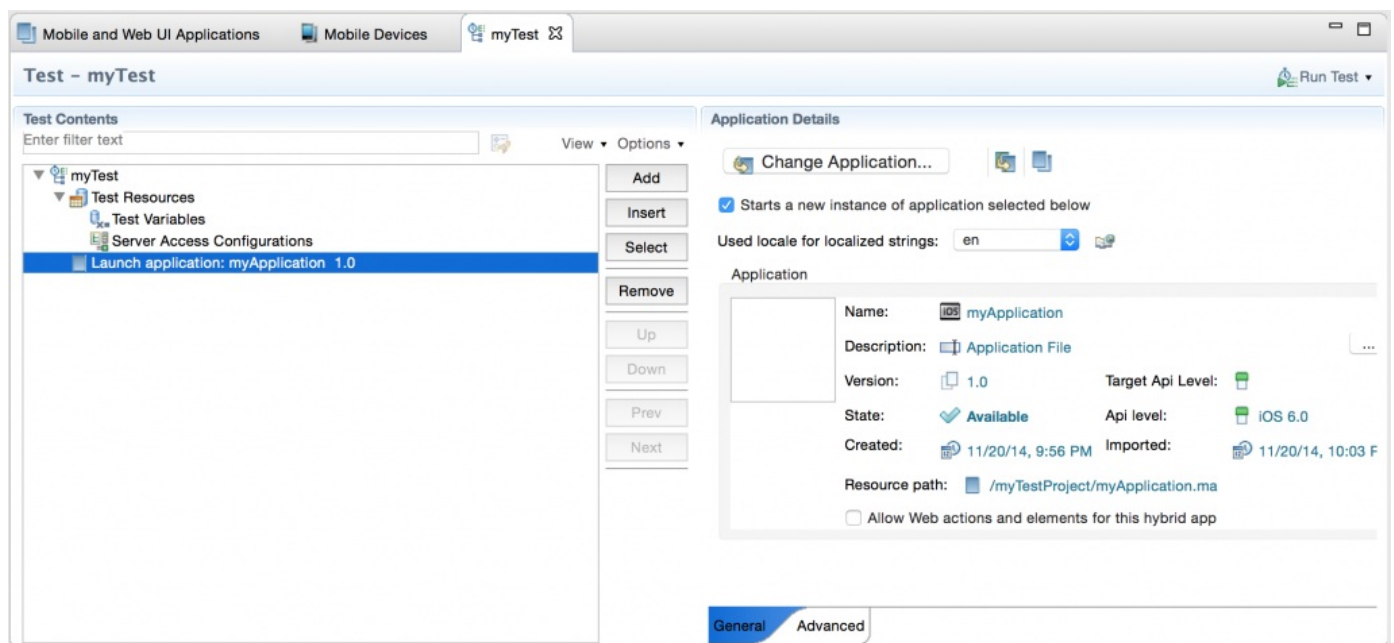 Mobile and Web UI Applications Mobile Devices myTest
Test - myTest Run Test
Test Contents
Enter filter text
View Options
myTest
Test Resources
Test Variables
Server Access Configurations
Launch application: myApplication 1.0
Add
Insert
Select
Remove
Up
Down
Prev
Next
Application Details
Change Application...
Starts a new instance of application selected below
Used locale for localized strings: en
Application
Name: iOS myApplication
Description: Application File ...
Version: 1.0 Target Api Level:
State: Available Api level: iOS 6.0
Created: 11/20/14, 9:56 PM Imported: 11/20/14, 10:03 P
Resource path: /myTestProject/myApplication.ma
Allow Web actions and elements for this hybrid app
General Advanced